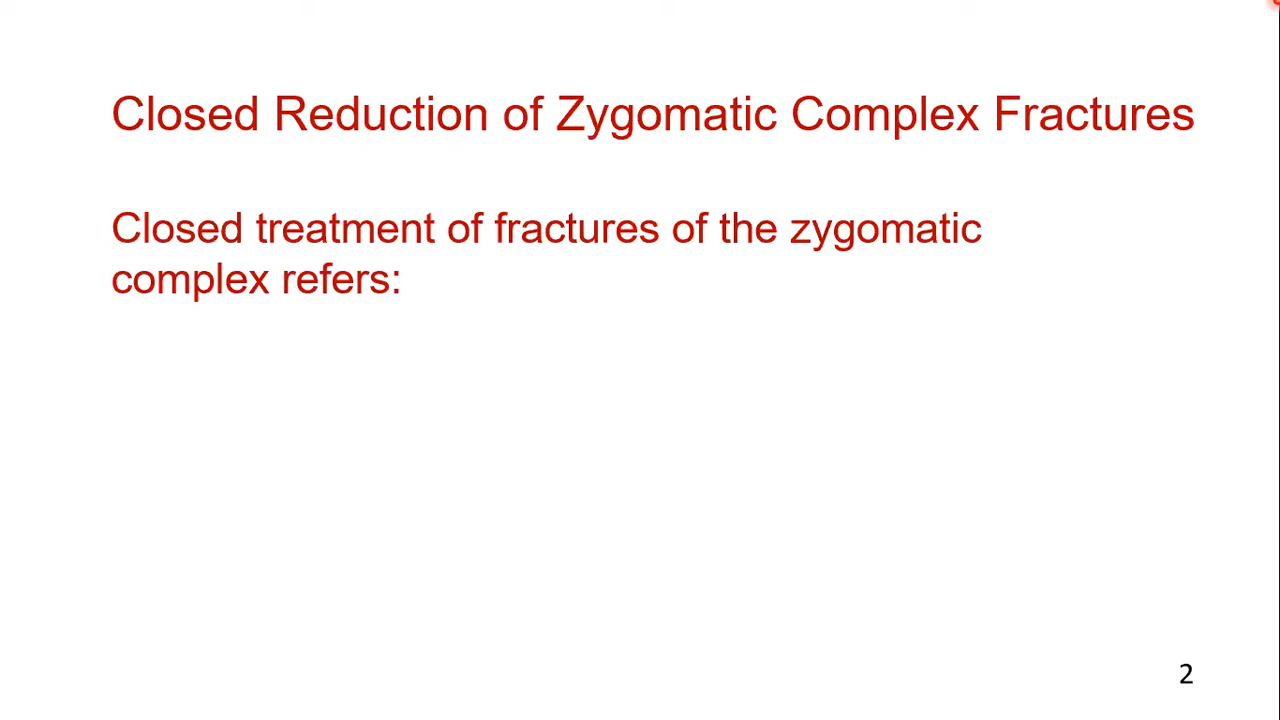 Closed Reduction of Zygomatic Complex Fractures
Closed treatment of fractures of the zygomatic
complex refers:
2